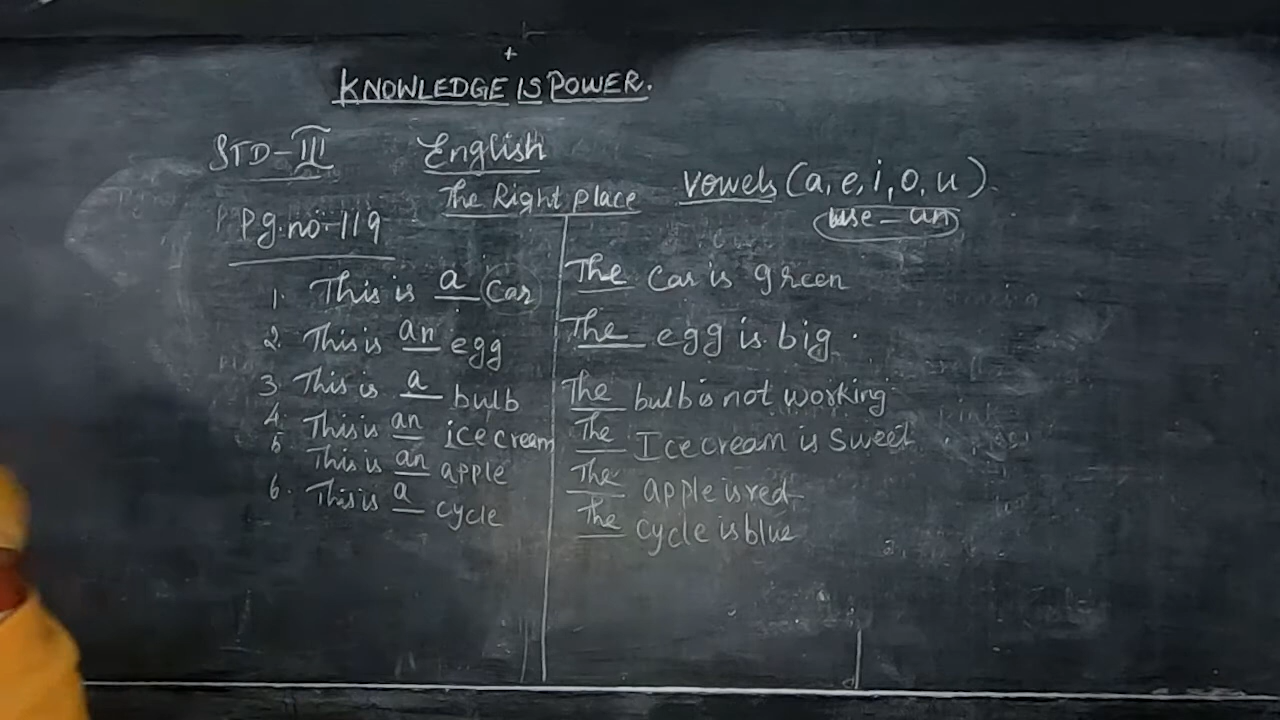 KNOWLEDGE IS POWER.
STD-III
English
The Right place
vowels (a, e, i, o, u)
use - an
Pg.no-119
1. This is a car
2. This is an egg
3. This is a bulb
4. This is an ice cream
5. This is an apple
6. This is a cycle
The car is green
The egg is big.
The bulb is not working
The Ice cream is sweet.
The apple is red
The cycle is blue